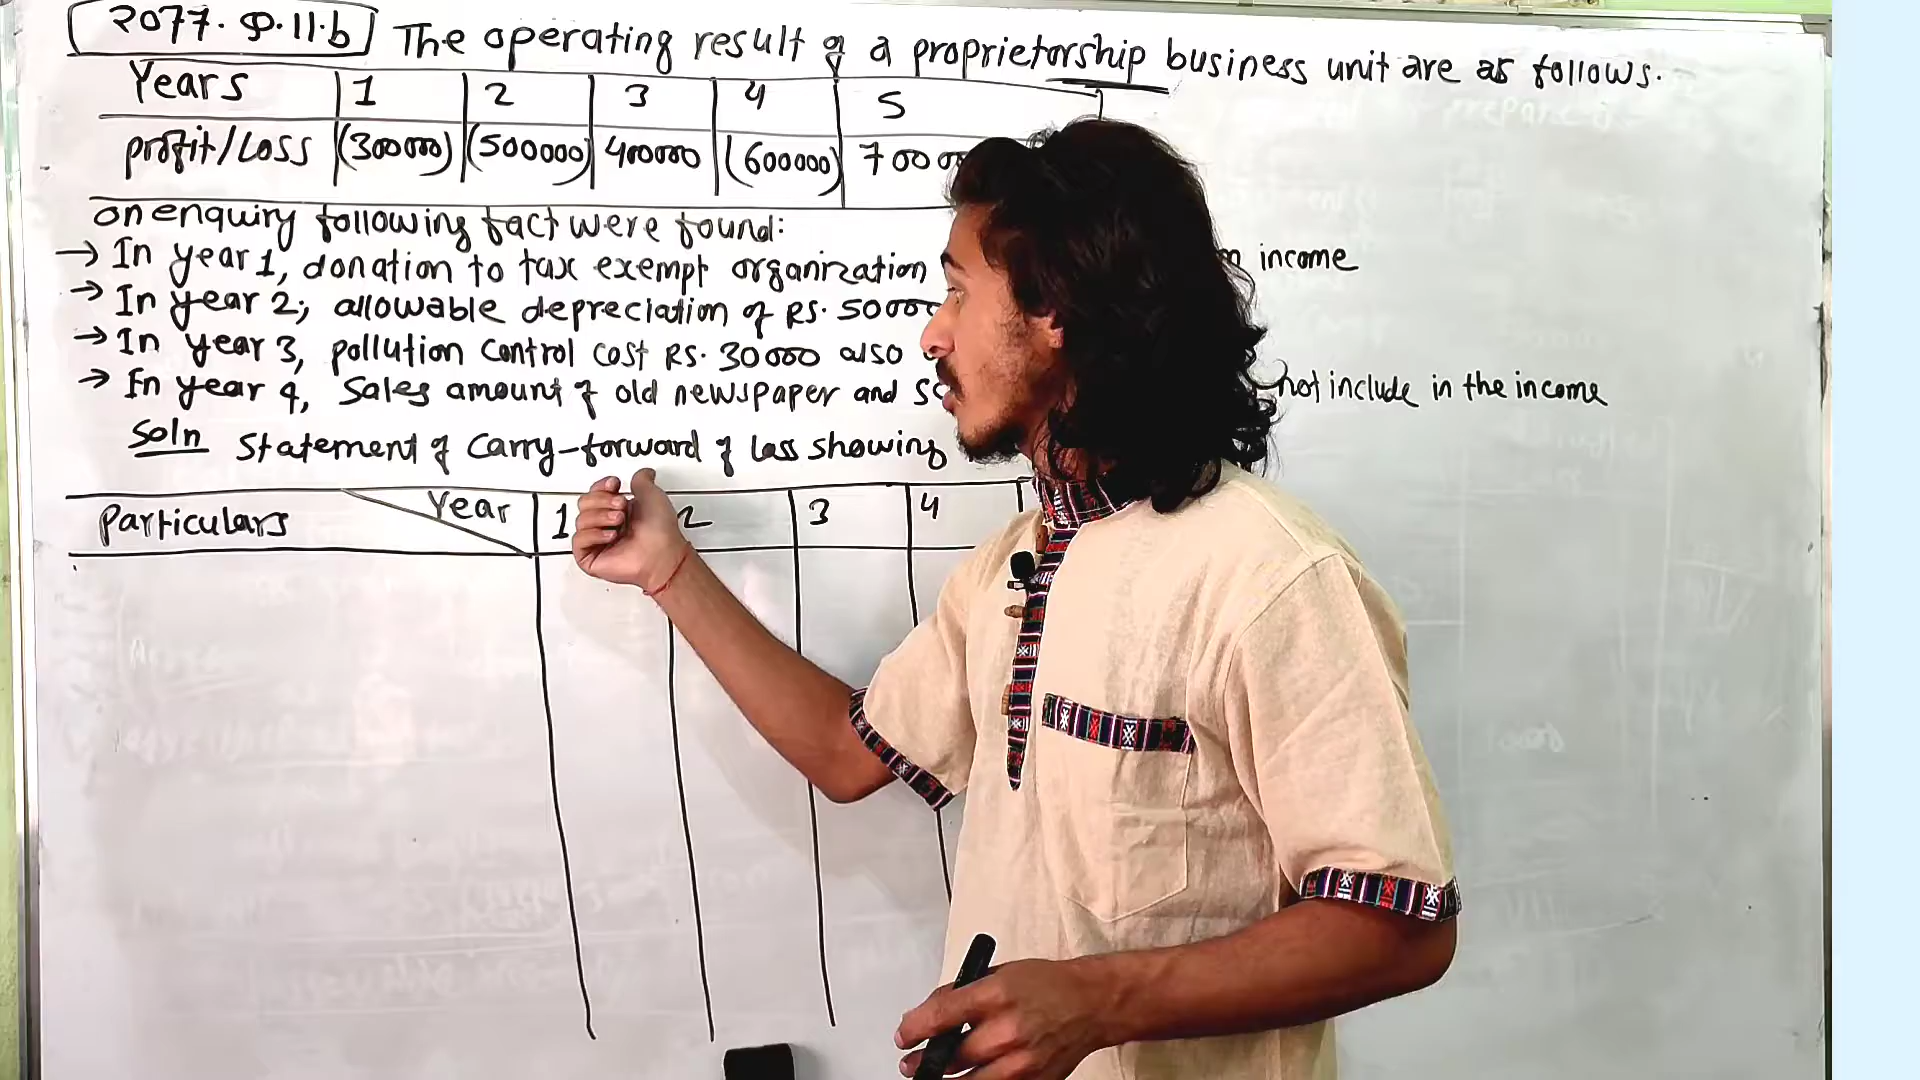 २०७७. Q. 11.b The operating result of a proprietorship business unit are as follows.
Years 1 2 3 4 5
profit/Loss (300000) (500000) 400000 (600000) 7000
on enquiry following fact were found:
→ In year 1, donation to tax exempt organization income
→ In year 2; allowable depreciation of RS. 50000
→ In year 3, pollution control cost RS. 30000 also
→ In year 4, Sales amount of old newspaper and not include in the income
Soln Statement of Carry-forward of loss showing
Particulars Year 1 2 3 4